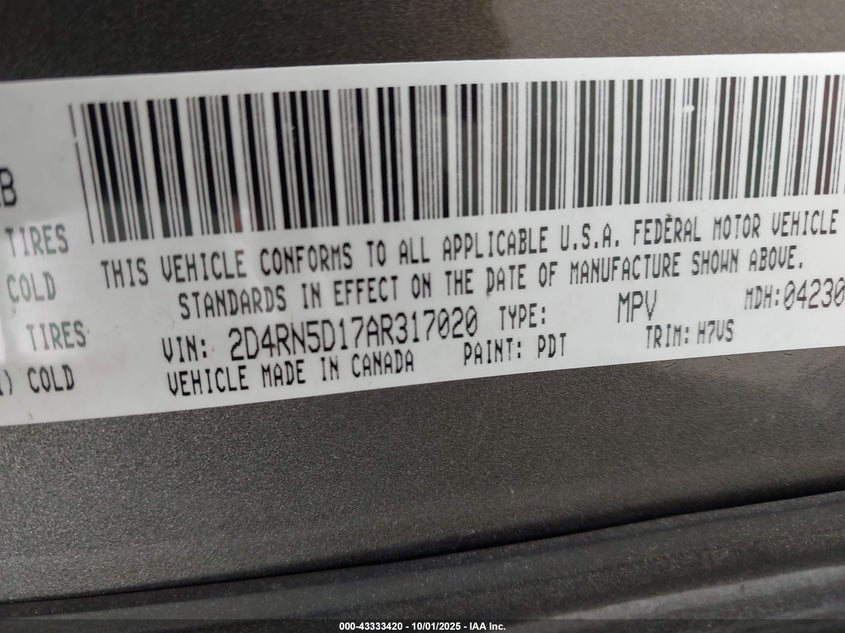 B
TIRES
COLD
TIRES
) COLD
THIS VEHICLE CONFORMS TO ALL APPLICABLE U.S.A. FEDERAL MOTOR VEHICLE
STANDARDS IN EFFECT ON THE DATE OF MANUFACTURE SHOWN ABOVE.
VIN: 2D4RN5D17AR317020 TYPE: MPV MDH:04230
VEHICLE MADE IN CANADA PAINT: PDT TRIM: H7VS
000-43333420 - 10/01/2025 - IAA Inc.